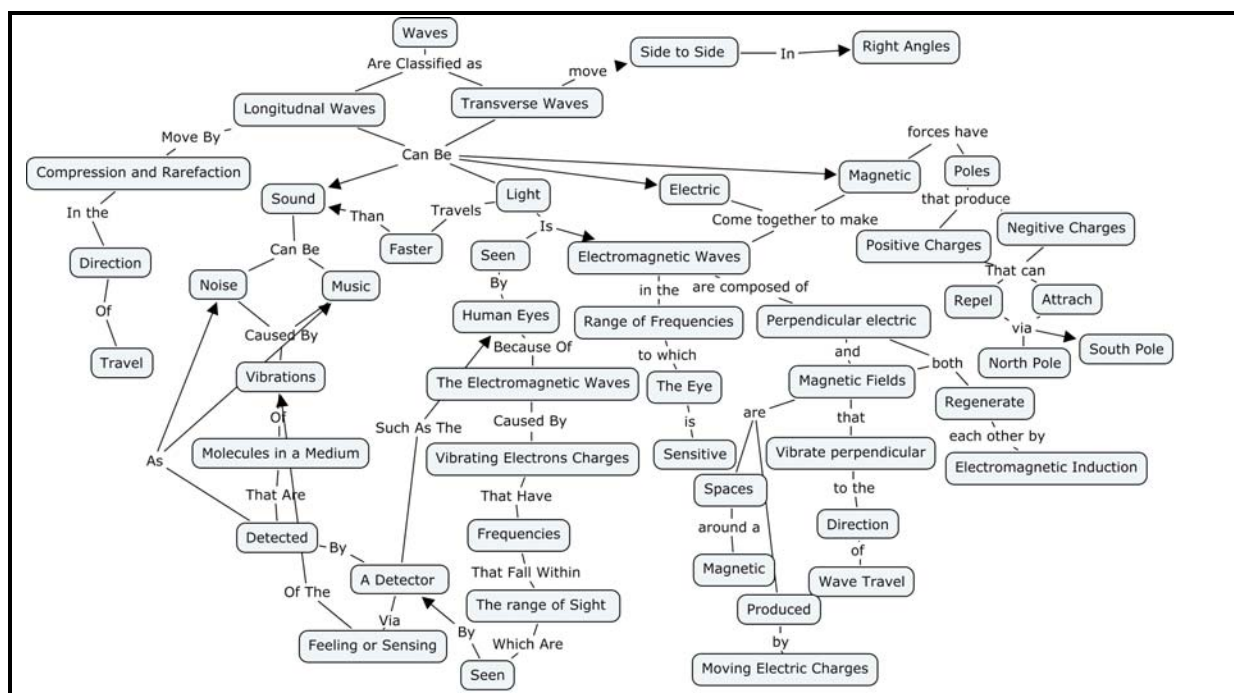 Waves
Are Classified as
Side to Side
In
Right Angles
move
Longitudnal Waves
Transverse Waves
Move By
Can Be
forces have
Compression and Rarefaction
Magnetic
Poles
Sound
Light
Electric
In the
Than
Travels
Come together to make
that produce
Faster
Is
Positive Charges
Negitive Charges
Direction
Can Be
Seen
Electromagnetic Waves
That can
Noise
Music
By
in the
are composed of
Repel
Attrach
Of
Human Eyes
Range of Frequencies
Perpendicular electric
via
Caused By
Because Of
to which
and
both
North Pole
South Pole
Travel
Vibrations
The Electromagnetic Waves
The Eye
Magnetic Fields
Regenerate
Of
Such As The
Caused By
is
are
that
each other by
As
Molecules in a Medium
Vibrating Electrons Charges
Sensitive
Vibrate perpendicular
Electromagnetic Induction
That Are
That Have
Spaces
to the
Detected
By
Frequencies
around a
Direction
That Fall Within
of
A Detector
Magnetic
Wave Travel
Of The
The range of Sight
Produced
Via
By
Which Are
by
Feeling or Sensing
Seen
Moving Electric Charges